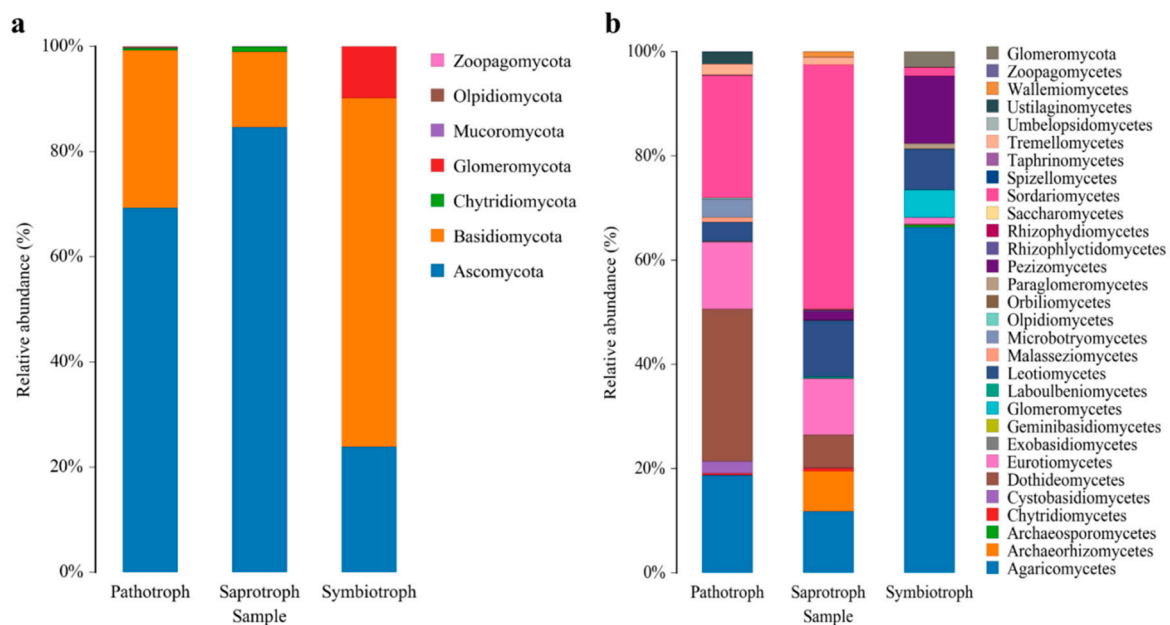 a
100%
80%
60%
40%
20%
0%
Relative abundance (%)
Pathotroph Saprotroph Symbiotroph
Sample
Zoopagomycota
Olpidiomycota
Mucoromycota
Glomeromycota
Chytridiomycota
Basidiomycota
Ascomycota
b
100%
80%
60%
40%
20%
0%
Relative abundance (%)
Pathotroph Saprotroph Symbiotroph
Sample
Glomeromycota
Zoopagomycetes
Wallemiomycetes
Ustilaginomycetes
Umbelopsidomycetes
Tremellomycetes
Taphrinomycetes
Spizellomycetes
Sordariomycetes
Saccharomycetes
Rhizophydiomycetes
Rhizophlyctidomycetes
Pezizomycetes
Paraglomeromycetes
Orbiliomycetes
Olpidiomycetes
Microbotryomycetes
Malasseziomycetes
Leotiomycetes
Laboulbeniomycetes
Glomeromycetes
Geminibasidiomycetes
Exobasidiomycetes
Eurotiomycetes
Dothideomycetes
Cystobasidiomycetes
Chytridiomycetes
Archaeosporomycetes
Archaeorhizomycetes
Agaricomycetes